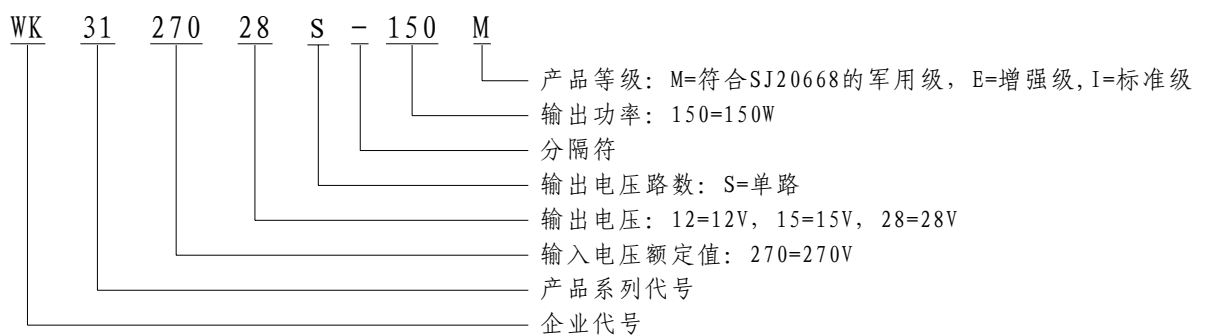 WK 31 270 28 S - 150 M
产品等级: M=符合SJ20668的军用级, E=增强级,I=标准级
输出功率: 150=150W
分隔符
输出电压路数: S=单路
输出电压: 12=12V, 15=15V, 28=28V
输入电压额定值: 270=270V
产品系列代号
企业代号